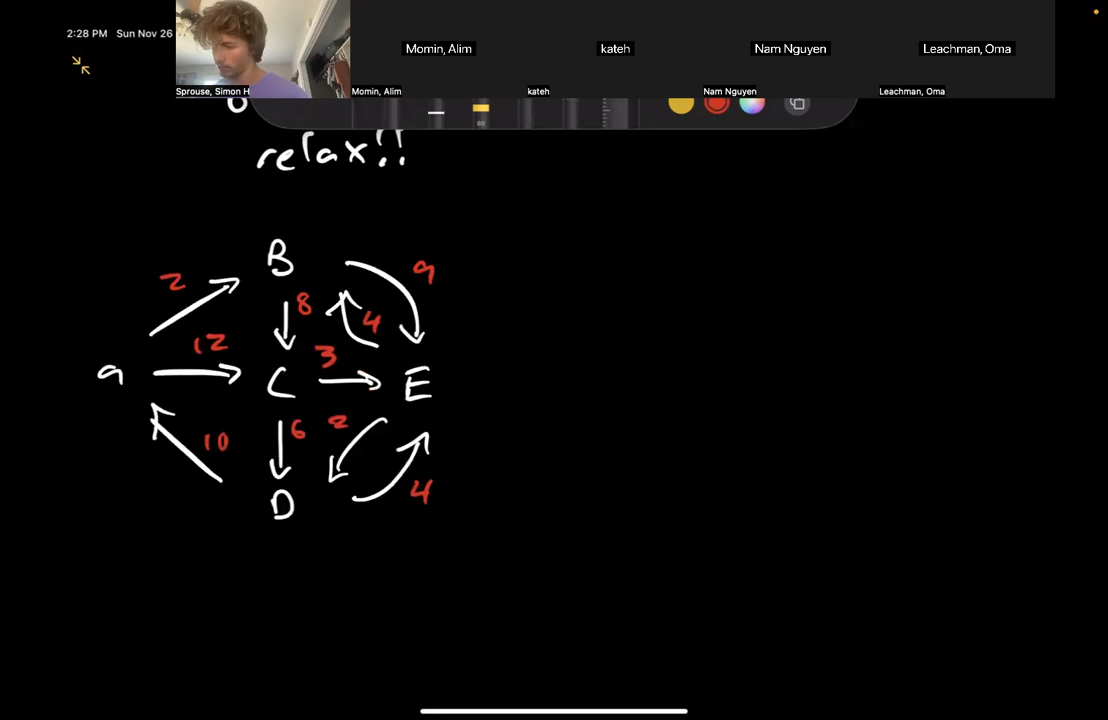 2:28 PM Sun Nov 26
Momin, Alim
kateh
Nam Nguyen
Leachman, Oma
Sprouse, Simon H
Momin, Alim
kateh
Nam Nguyen
Leachman, Oma
80
relax!!
B
2
9
8
4
12
3
a
C
E
10
6
2
D
4